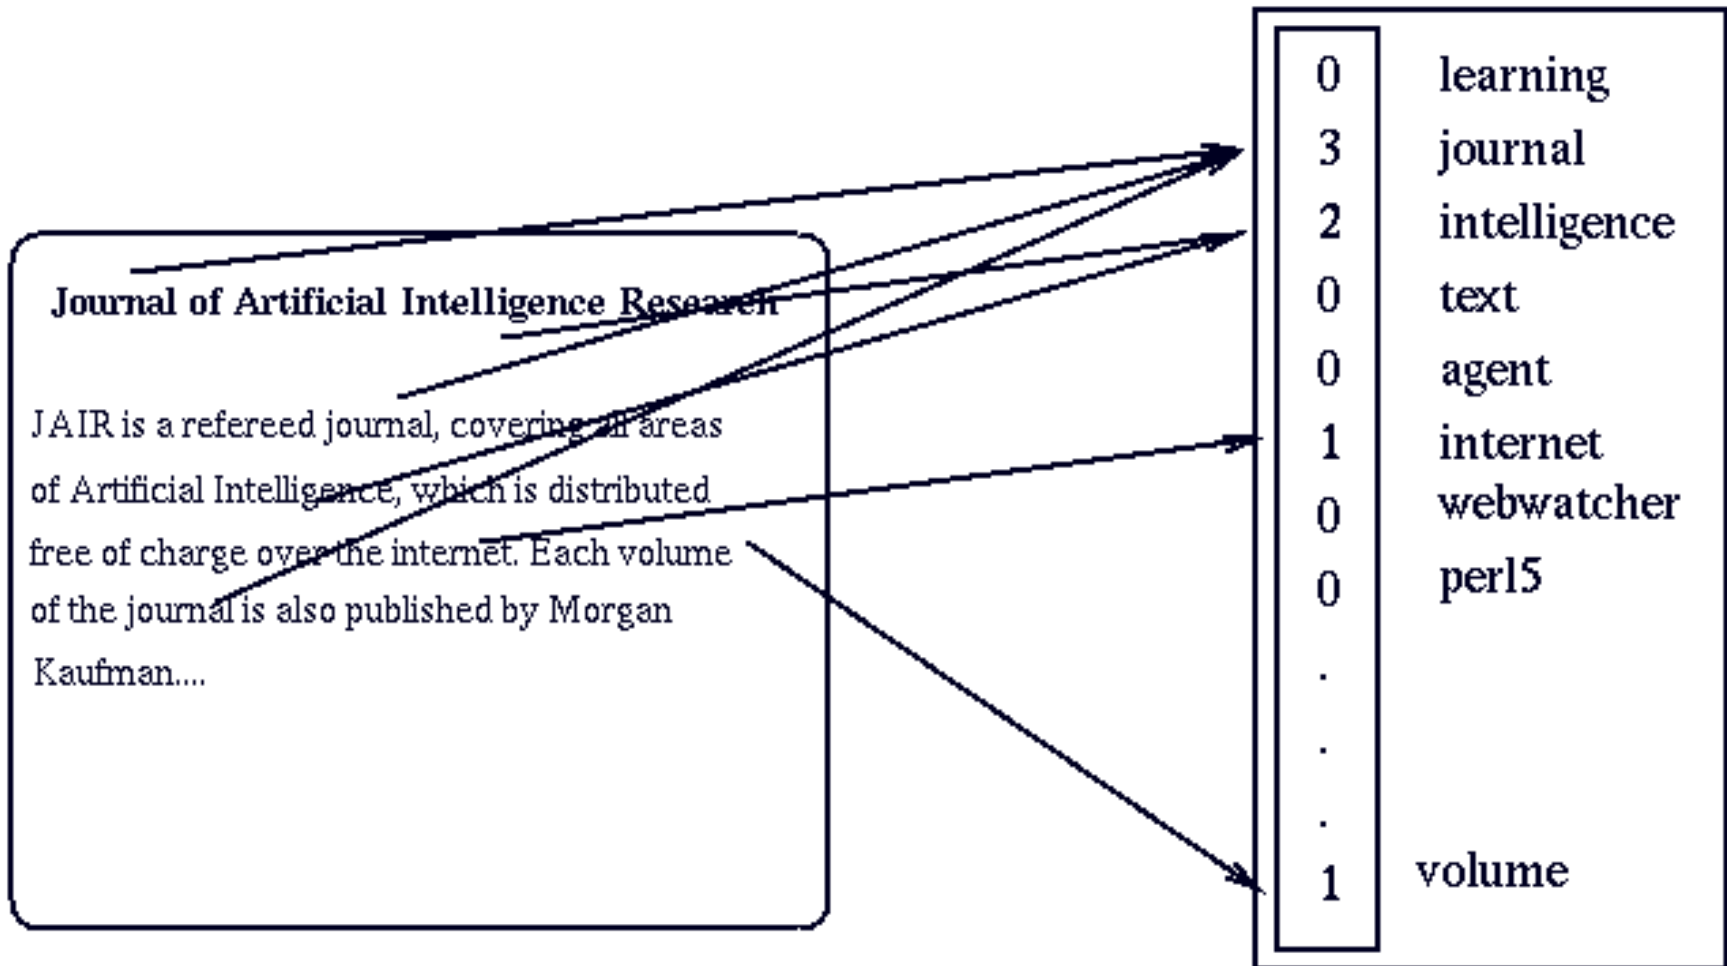 Journal of Artificial Intelligence Research
JAIR is a refereed journal, covering all areas
of Artificial Intelligence, which is distributed
free of charge over the internet. Each volume
of the journal is also published by Morgan
Kaufman....
0 learning
3 journal
2 intelligence
0 text
0 agent
1 internet
0 webwatcher
0 perl5
.
.
.
1 volume